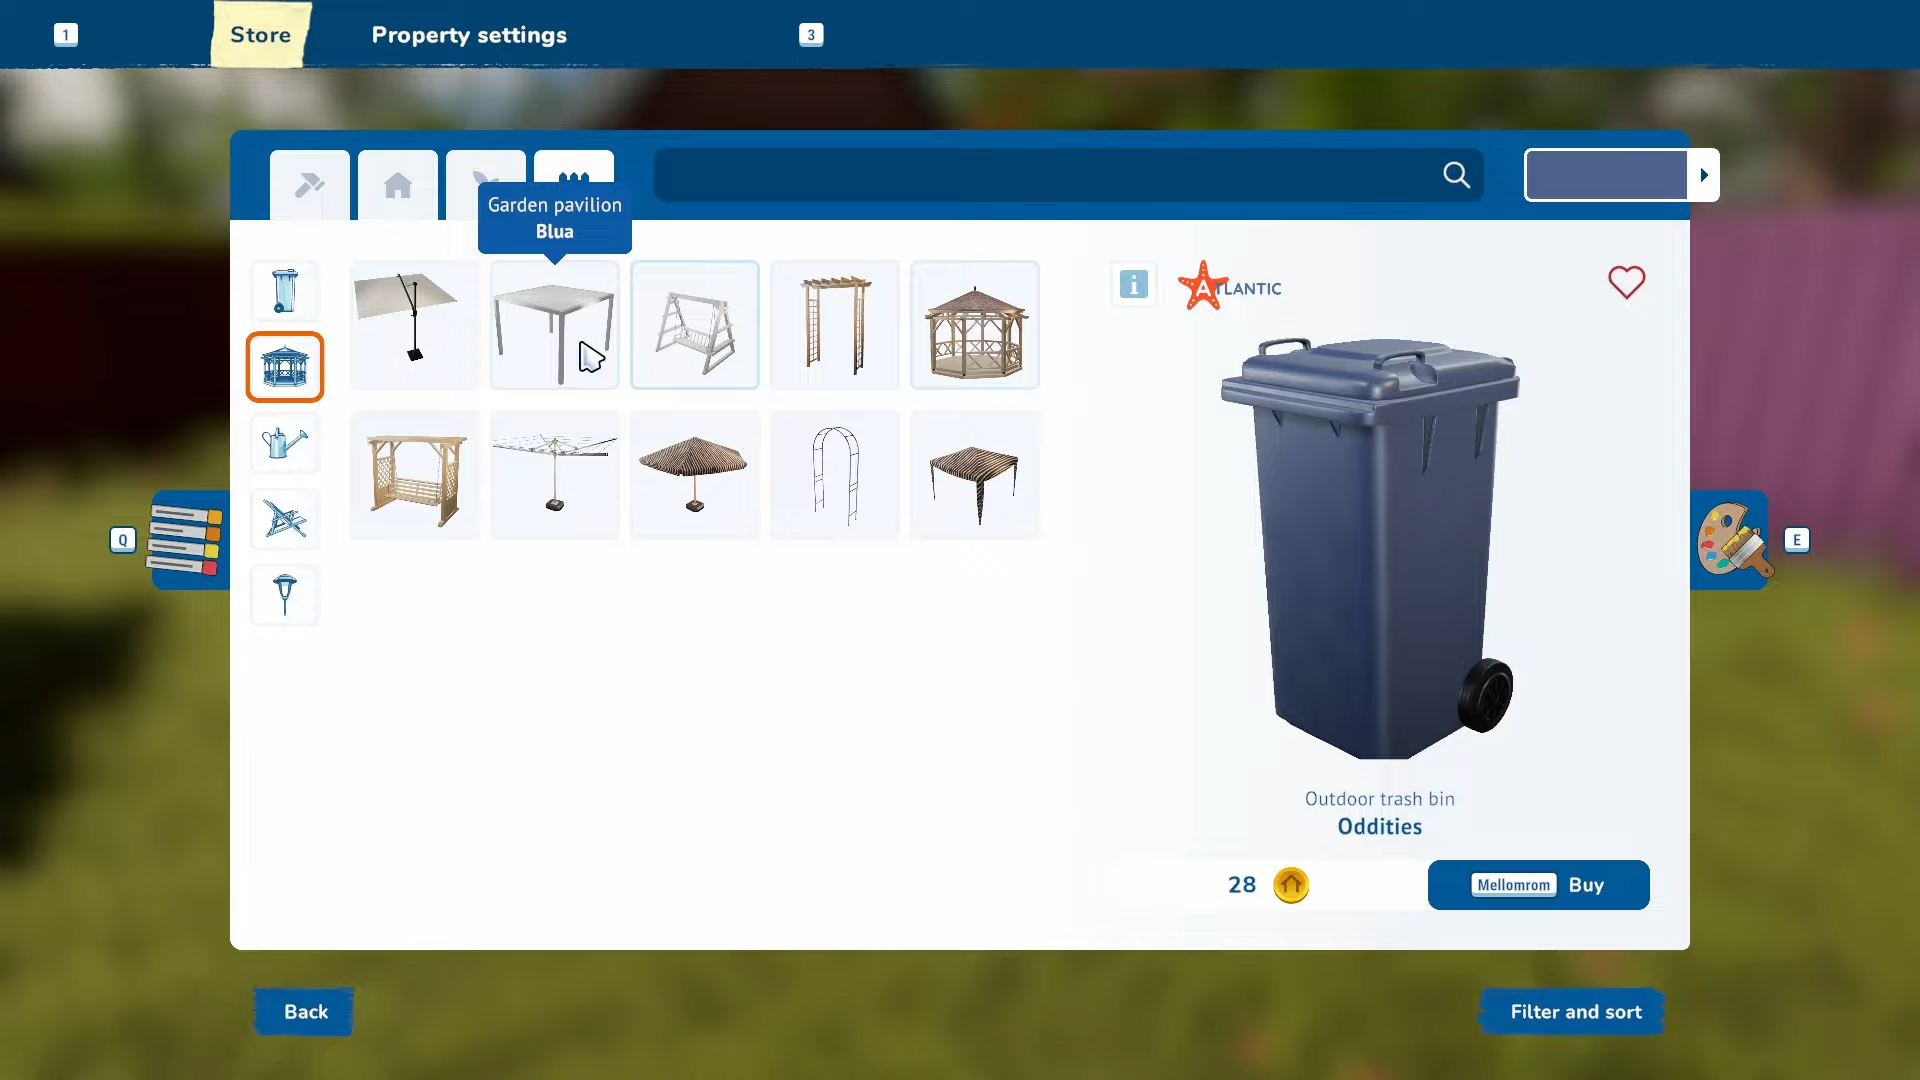 1
Store
Property settings
3
Garden pavilion
Blua
i
ATLANTIC
Q
E
Outdoor trash bin
Oddities
28
Mellomrom Buy
Back
Filter and sort